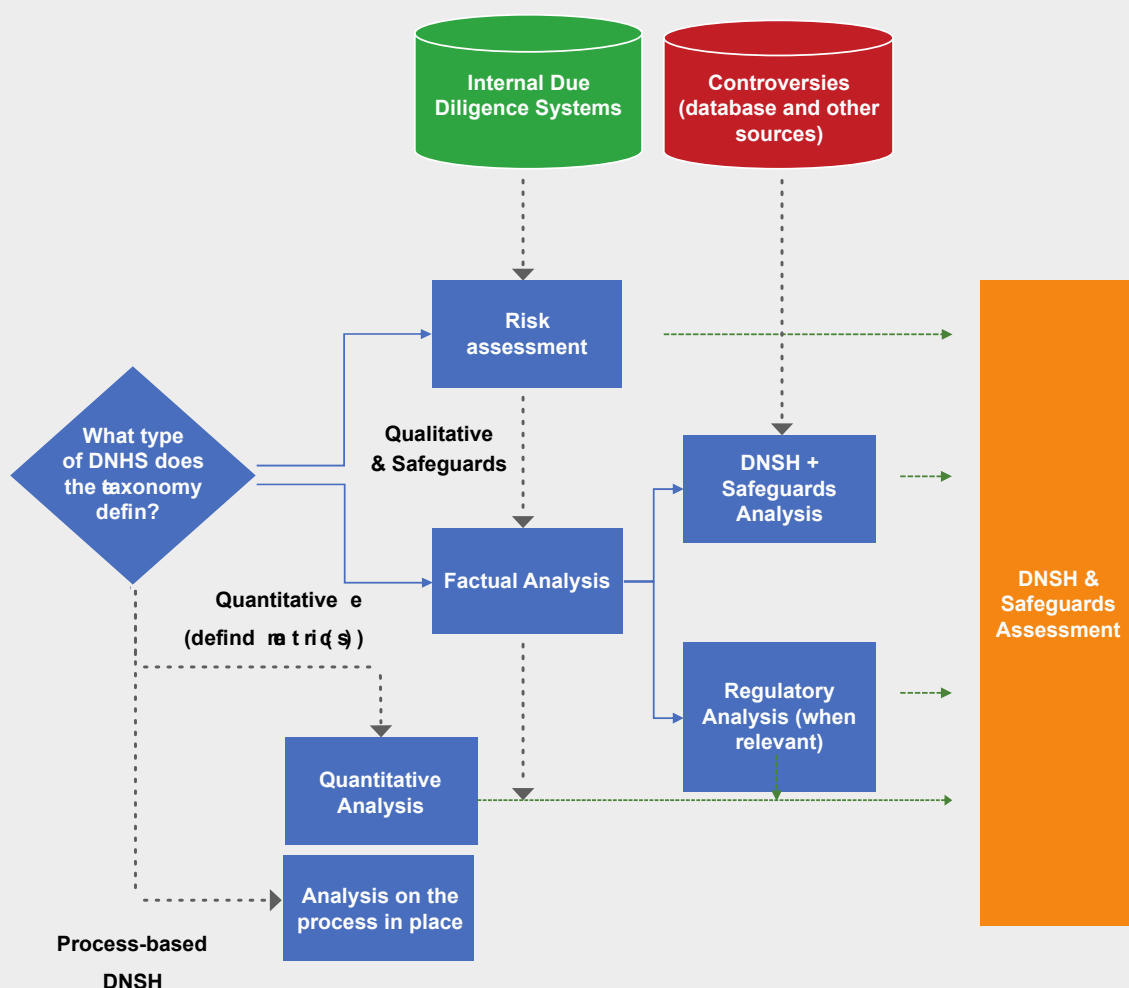 Internal Due
Diligence Systems
Controversies
(database and other
sources)
Risk
assessment
What type
of DNHS does
the taxonomy
defin?
Qualitative
& Safeguards
DNSH +
Safeguards
Analysis
Factual Analysis
DNSH &
Safeguards
Assessment
Quantitative e
(defind metric(s))
Regulatory
Analysis (when
relevant)
Quantitative
Analysis
Analysis on the
process in place
Process-based
DNSH